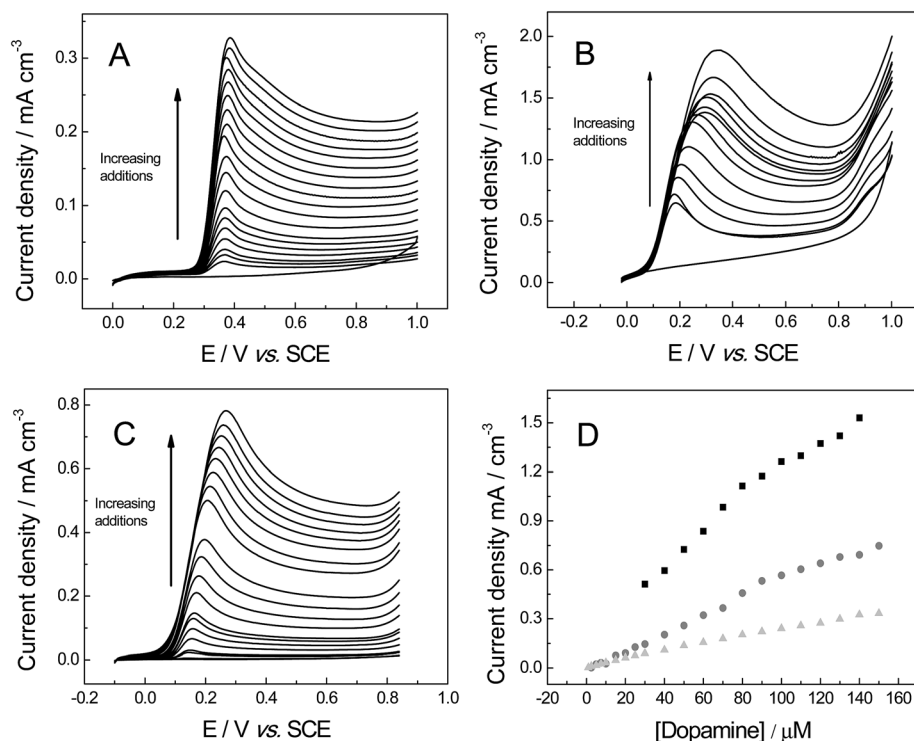 A
Current density / mA cm-3
0.3
0.2
0.1
0.0
Increasing
additions
0.0 0.2 0.4 0.6 0.8 1.0
E / V vs. SCE
B
Current density / mA cm-3
2.0
1.5
1.0
0.5
0.0
Increasing
additions
-0.2 0.0 0.2 0.4 0.6 0.8 1.0
E / V vs. SCE
C
Current density / mA cm-3
0.8
0.6
0.4
0.2
0.0
Increasing
additions
-0.2 0.0 0.2 0.4 0.6 0.8
E / V vs. SCE
D
Current density mA / cm-3
1.5
1.2
0.9
0.6
0.3
0.0
-20 0 20 40 60 80 100 120 140 160
[Dopamine] / μM